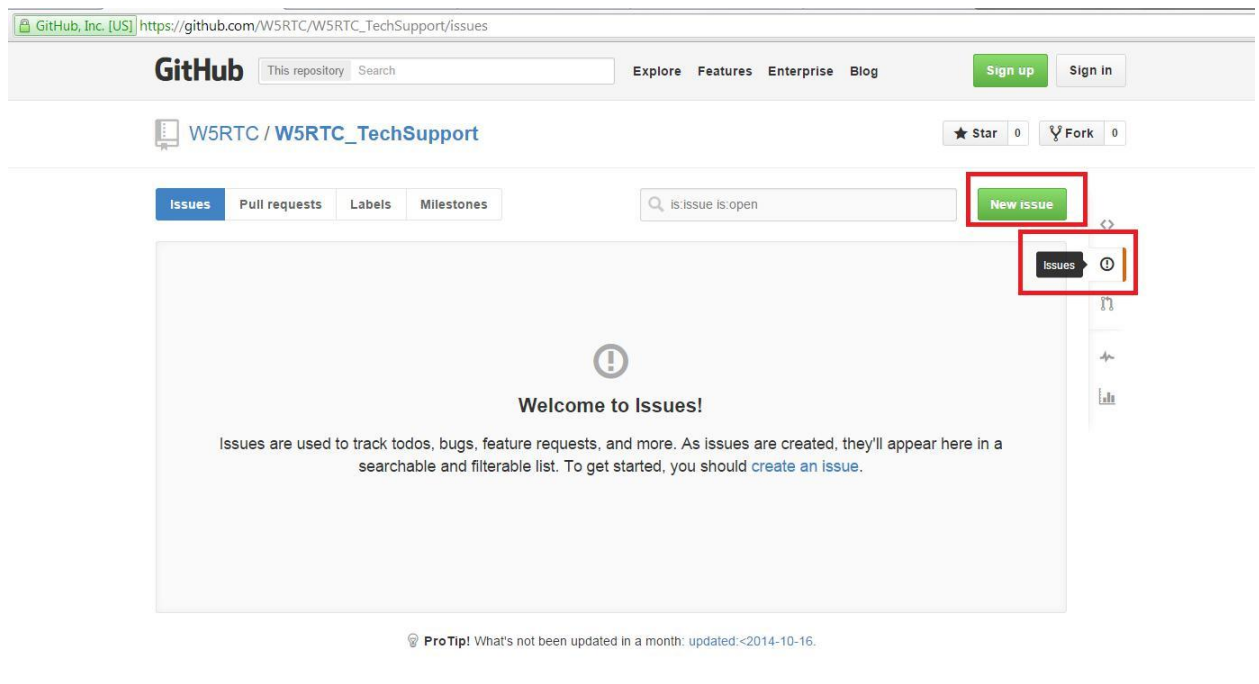 GitHub, Inc. [US] https://github.com/W5RTC/W5RTC_TechSupport/issues
GitHub This repository Search Explore Features Enterprise Blog Sign up Sign in
W5RTC / W5RTC_TechSupport Star 0 Fork 0
Issues Pull requests Labels Milestones is:issue is:open New issue
Issues
Welcome to Issues!
Issues are used to track todos, bugs, feature requests, and more. As issues are created, they'll appear here in a
searchable and filterable list. To get started, you should create an issue.
ProTip! What's not been updated in a month: updated:<2014-10-16.